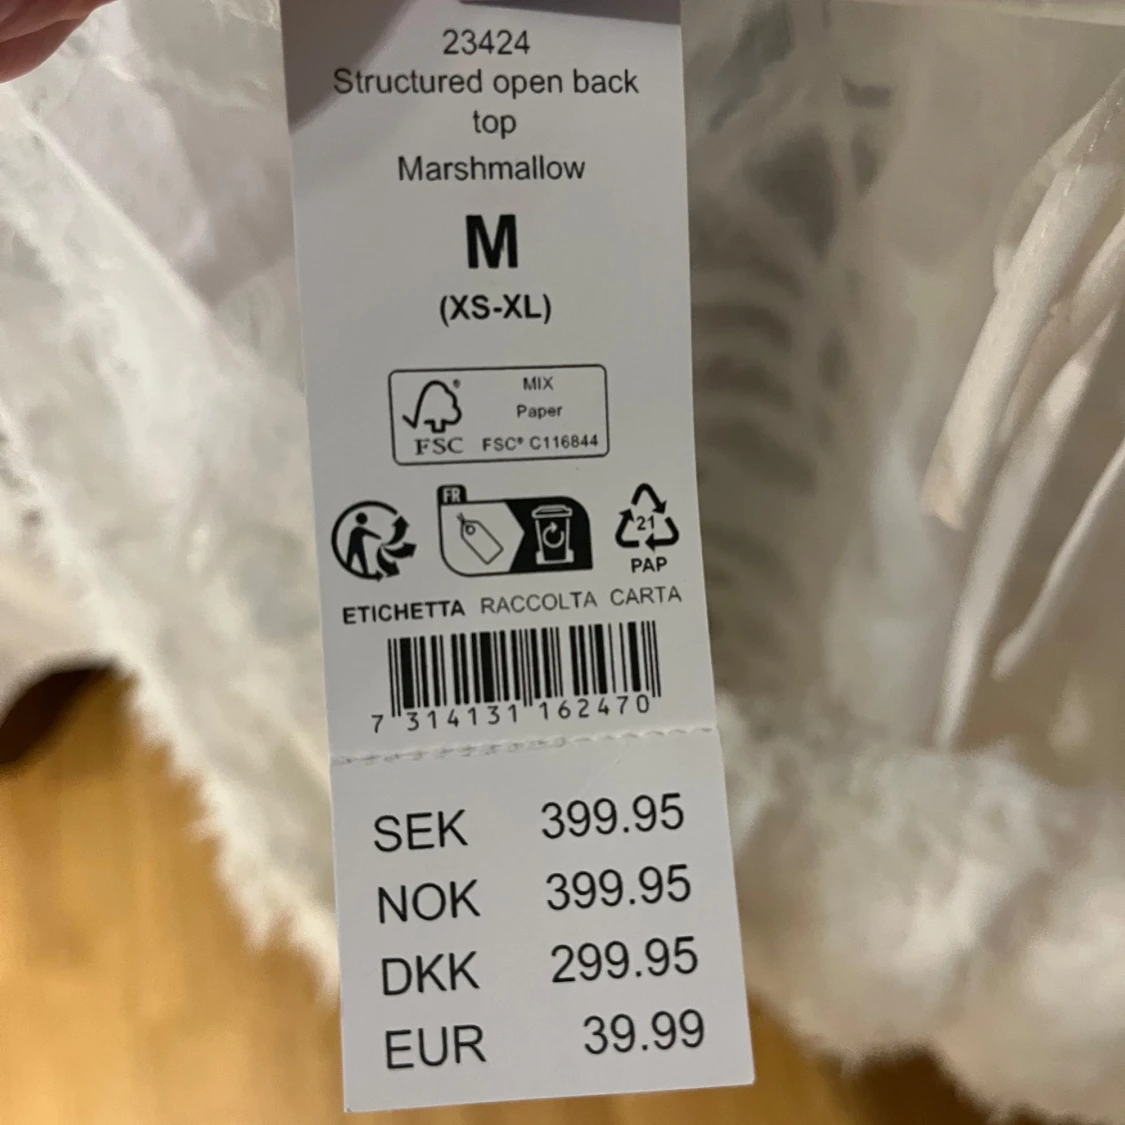 23424
Structured open back
top
Marshmallow
M
(XS-XL)
MIX
Paper
FSC® C116844
FSC
FR
21
PAP
ETICHETTA RACCOLTA CARTA
7 314131 162470
SEK 399.95
NOK 399.95
DKK 299.95
EUR 39.99